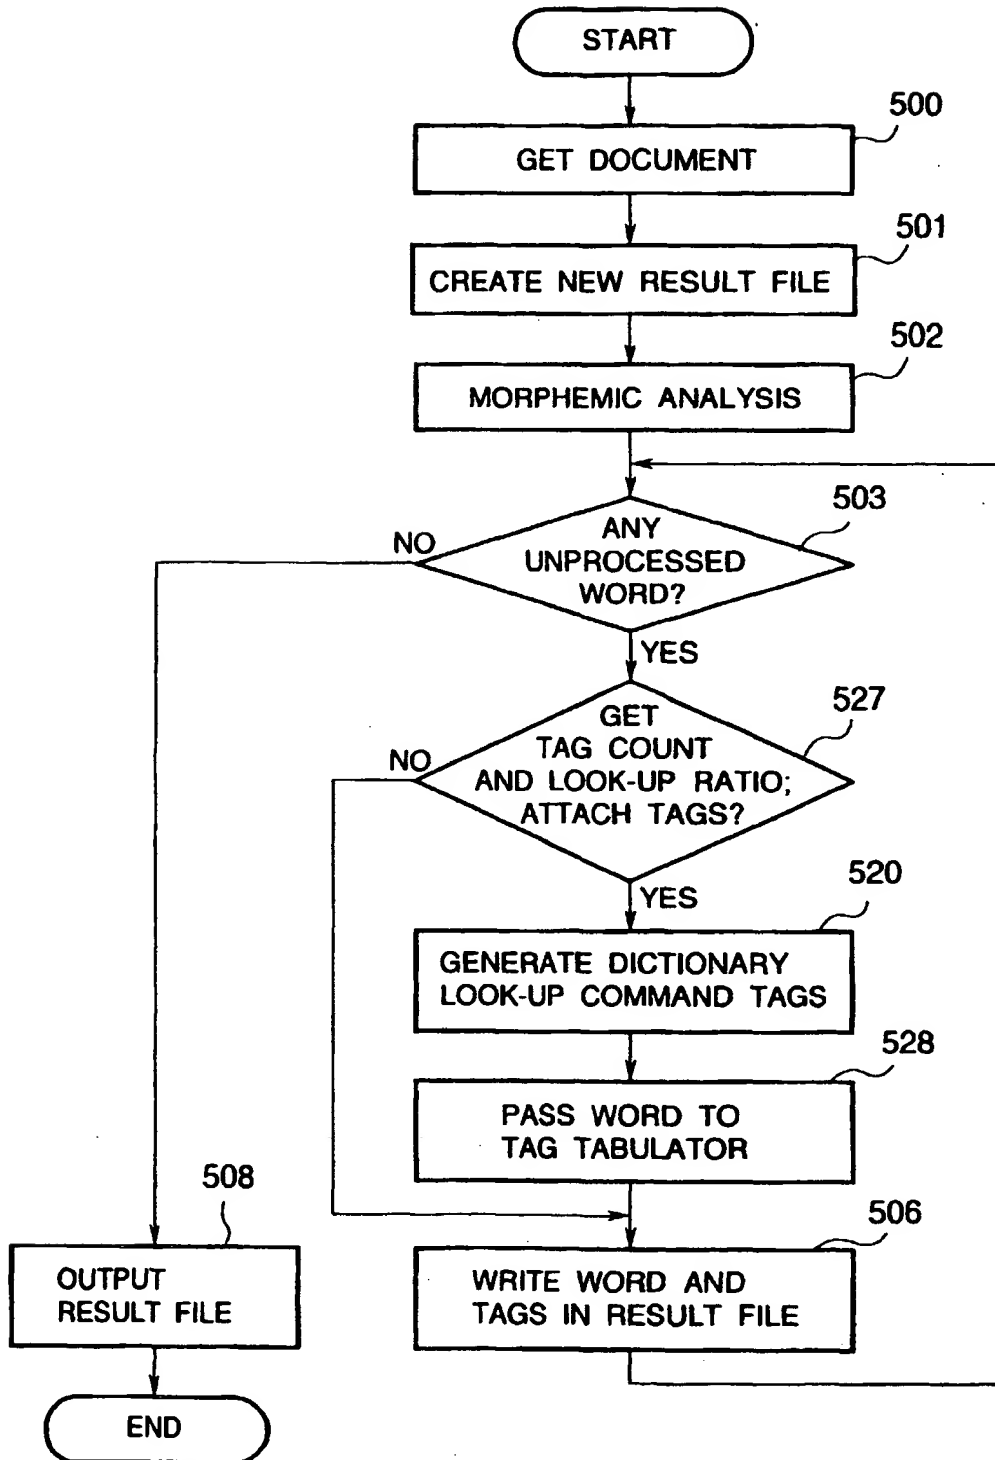 START
500
GET DOCUMENT
501
CREATE NEW RESULT FILE
502
MORPHEMIC ANALYSIS
503
NO
ANY
UNPROCESSED
WORD?
YES
527
NO
GET
TAG COUNT
AND LOOK-UP RATIO;
ATTACH TAGS?
YES
520
GENERATE DICTIONARY
LOOK-UP COMMAND TAGS
528
PASS WORD TO
TAG TABULATOR
508
506
OUTPUT
RESULT FILE
WRITE WORD AND
TAGS IN RESULT FILE
END